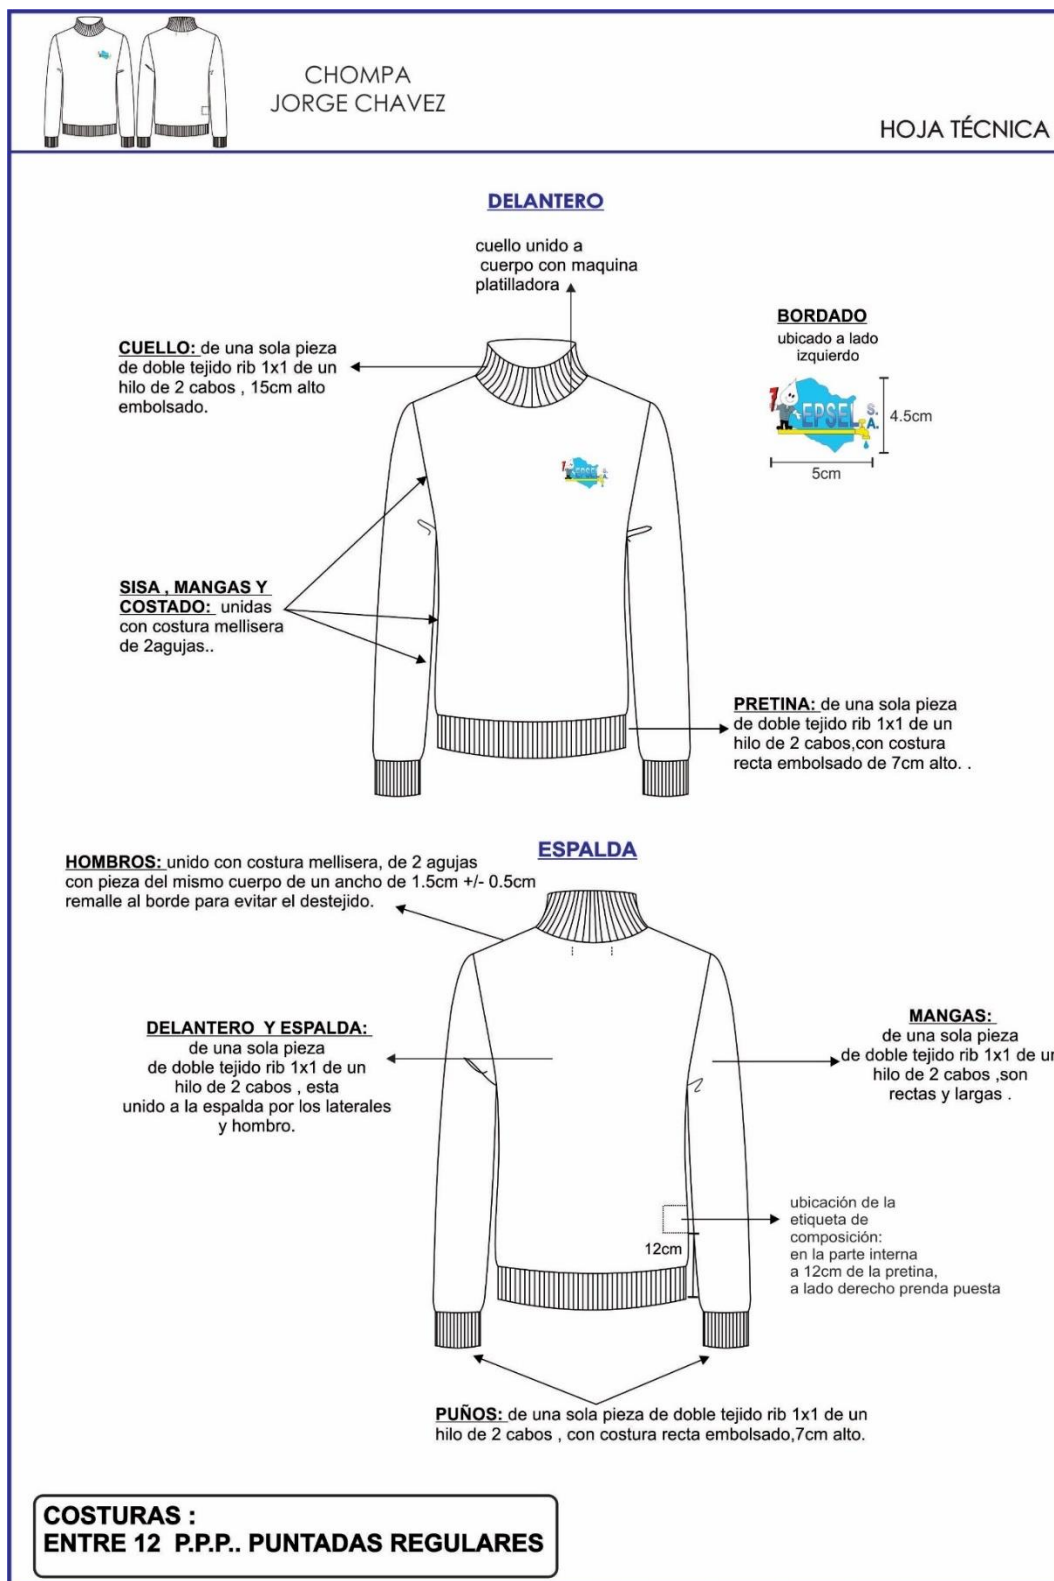 CHOMPA
JORGE CHAVEZ
HOJA TÉCNICA
DELANTERO
cuello unido a
cuerpo con maquina
platilladora
BORDADO
ubicado a lado
izquierdo
EPSEL S.
A.
4.5cm
5cm
CUELLO: de una sola pieza
de doble tejido rib 1x1 de un
hilo de 2 cabos , 15cm alto
embolsado.
EPSEL S.
A.
SISA , MANGAS Y
COSTADO: unidas
con costura mellisera
de 2agujas..
PRETINA: de una sola pieza
de doble tejido rib 1x1 de un
hilo de 2 cabos,con costura
recta embolsado de 7cm alto. .
ESPALDA
HOMBROS: unido con costura mellisera, de 2 agujas
con pieza del mismo cuerpo de un ancho de 1.5cm +/- 0.5cm
remalle al borde para evitar el destejido.
DELANTERO Y ESPALDA:
de una sola pieza
de doble tejido rib 1x1 de un
hilo de 2 cabos , esta
unido a la espalda por los laterales
y hombro.
MANGAS:
de una sola pieza
de doble tejido rib 1x1 de un
hilo de 2 cabos ,son
rectas y largas .
12cm
ubicación de la
etiqueta de
composición:
en la parte interna
a 12cm de la pretina,
a lado derecho prenda puesta
PUÑOS: de una sola pieza de doble tejido rib 1x1 de un
hilo de 2 cabos , con costura recta embolsado,7cm alto.
COSTURAS :
ENTRE 12 P.P.P.. PUNTADAS REGULARES